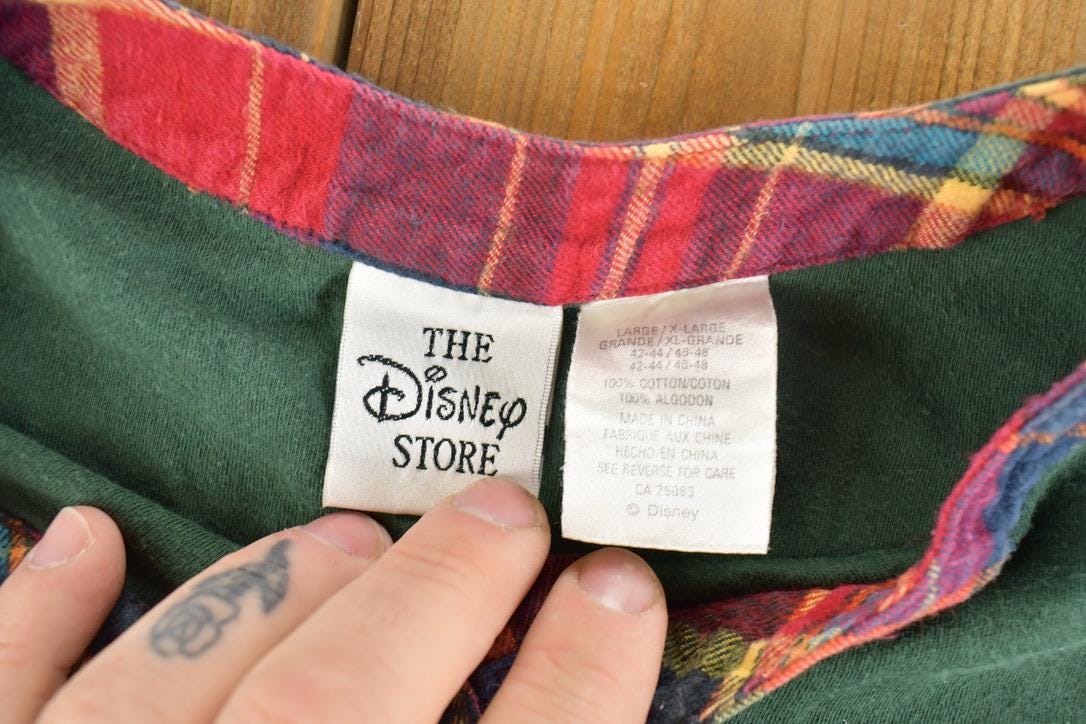 THE
Disney
STORE
LARGE/X-LARGE
GRANDE/XL-GRANDE
42-44/46-48
42-44/46-48
100% COTTON/COTON
100% ALGODON
MADE IN CHINA
FABRIQUE AUX CHINE
HECHO EN CHINA
SEE REVERSE FOR CARE
CA 25083
© Disney